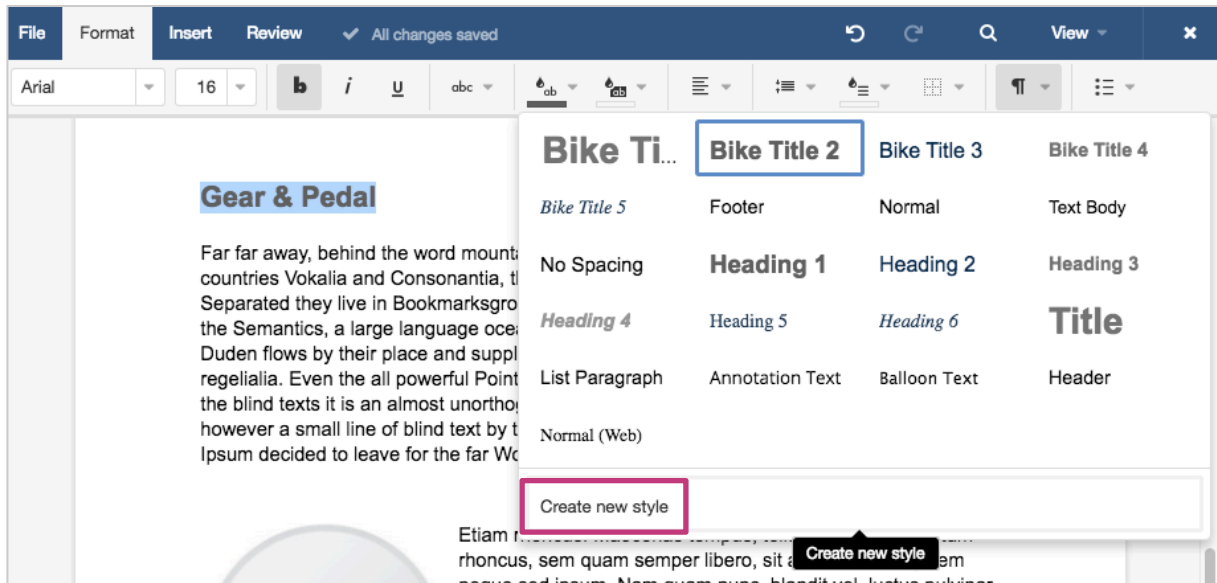 File Format Insert Review All changes saved View
Arial 16 b i u abc ab ab
Bike Ti... Bike Title 2 Bike Title 3 Bike Title 4
Gear & Pedal
Bike Title 5 Footer Normal Text Body
Far far away, behind the word mounta
countries Vokalia and Consonantia, t
No Spacing Heading 1 Heading 2 Heading 3
Separated they live in Bookmarksgro
the Semantics, a large language ocea
Heading 4 Heading 5 Heading 6 Title
Duden flows by their place and suppl
regelialia. Even the all powerful Point
List Paragraph Annotation Text Balloon Text Header
the blind texts it is an almost unorthog
however a small line of blind text by t
Normal (Web)
Ipsum decided to leave for the far Wo
Create new style
Etiam
Create new style
rhoncus, sem quam semper libero, sit a em